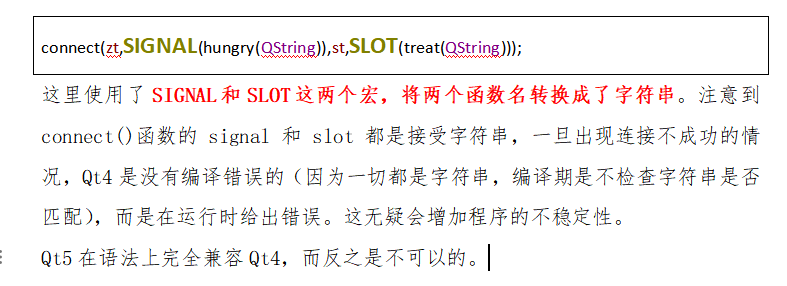 connect(zt,SIGNAL(hungry(QString)),st,SLOT(treat(QString)));
这里使用了 SIGNAL 和 SLOT 这两个宏，将两个函数名转换成了字符串。注意到
connect()函数的 signal 和 slot 都是接受字符串，一旦出现连接不成功的情
况，Qt4 是没有编译错误的（因为一切都是字符串，编译期是不检查字符串是否
匹配），而是在运行时给出错误。这无疑会增加程序的不稳定性。
Qt5 在语法上完全兼容 Qt4，而反之是不可以的。